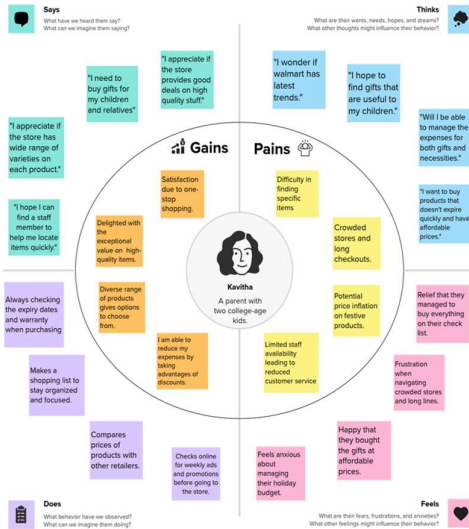 Says
What have we heard them say?
What can we imagine them saying?
Thinks
What are their wants, needs, hopes, and dreams?
What other thoughts might influence their behavior?
"I appreciate if
the store has
wide range of
varieties on
each product."
"I need to
buy gifts for
my children
and relatives"
"I appreciate if
the store
provides good
deals on high
quality stuff."
"I hope I can
find a staff
member to
help me locate
items quickly."
"I wonder if
walmart has
latest
trends."
"I hope to
find gifts that
are useful to
my children."
"Will I be able
to manage the
expenses for
both gifts and
necessities."
"I want to buy
products that
doesn't expire
quickly and have
affordable
prices."
Gains
Satisfaction
due to one-
stop
shopping.
Delighted with
the
exceptional
value on high-
quality items.
Diverse range
of products
gives options
to choose
from.
I am able to
reduce my
expenses by
taking
advantages of
discounts.
Pains
Difficulty in
finding
specific
items
Crowded
stores and
long
checkouts.
Potential
price inflation
on festive
products.
Limited staff
availability
leading to
reduced
customer service
Kavitha
A parent with
two college-age
kids.
Always checking
the expiry dates
and warranty
when purchasing
Makes a
shopping list to
stay organized
and focused.
Compares
prices of
products with
other retailers.
Checks online
for weekly ads
and promotions
before going to
the store.
Relief that they
managed to
buy everything
on their check
list.
Frustration
when
navigating
crowded stores
and long lines.
Happy that
they bought
the gifts at
affordable
prices.
Feels anxious
about
managing their
holiday budget.
Does
What behavior have we observed?
What can we imagine them doing?
Feels
What are their fears, frustrations, and anxieties?
What other feelings might influence their behavior?